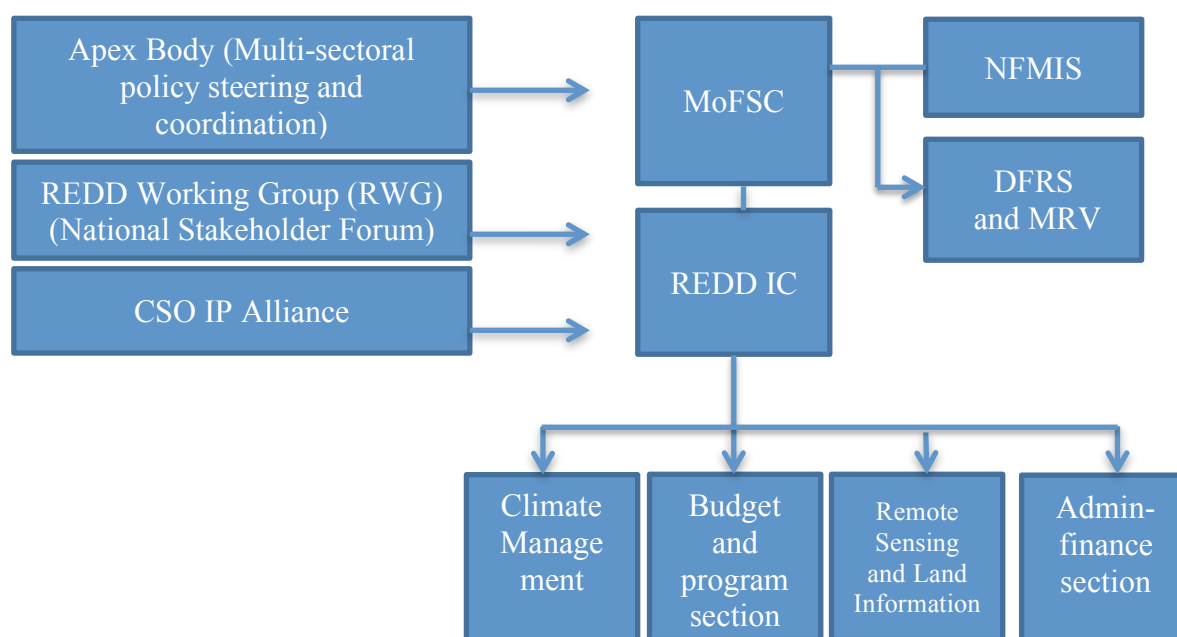 Apex Body (Multi-sectoral
policy steering and
coordination)
REDD Working Group (RWG)
(National Stakeholder Forum)
CSO IP Alliance
MoFSC
REDD IC
NFMIS
DFRS
and MRV
Climate
Manage
ment
Budget
and
program
section
Remote
Sensing
and Land
Information
Admin-
finance
section